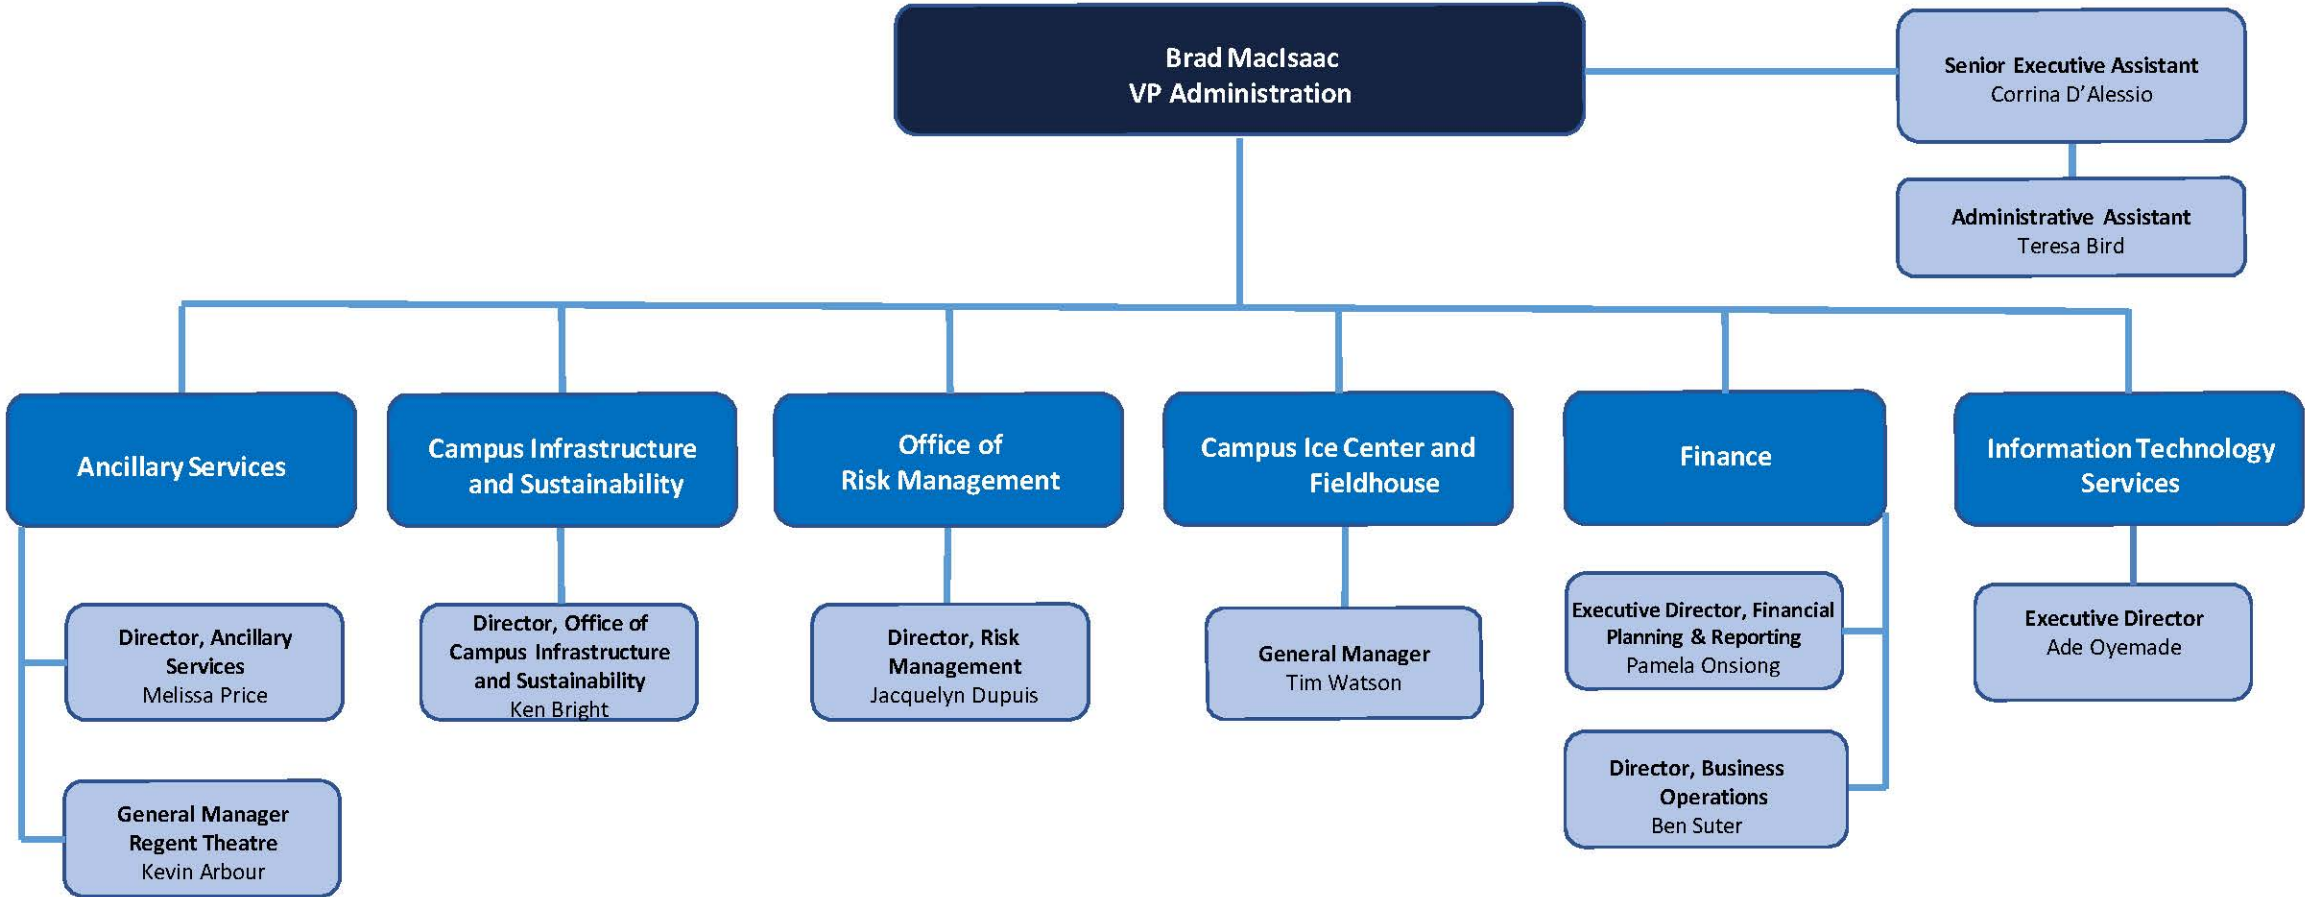 Brad MacIsaac
VP Administration
Senior Executive Assistant
Corrina D’Alessio
Administrative Assistant
Teresa Bird
Ancillary Services
Campus Infrastructure
and Sustainability
Office of
Risk Management
Campus Ice Center and
Fieldhouse
Finance
Information Technology
Services
Director, Ancillary
Services
Melissa Price
General Manager
Regent Theatre
Kevin Arbour
Director, Office of
Campus Infrastructure
and Sustainability
Ken Bright
Director, Risk
Management
Jacquelyn Dupuis
General Manager
Tim Watson
Executive Director, Financial
Planning & Reporting
Pamela Onsiong
Director, Business
Operations
Ben Suter
Executive Director
Ade Oyemade